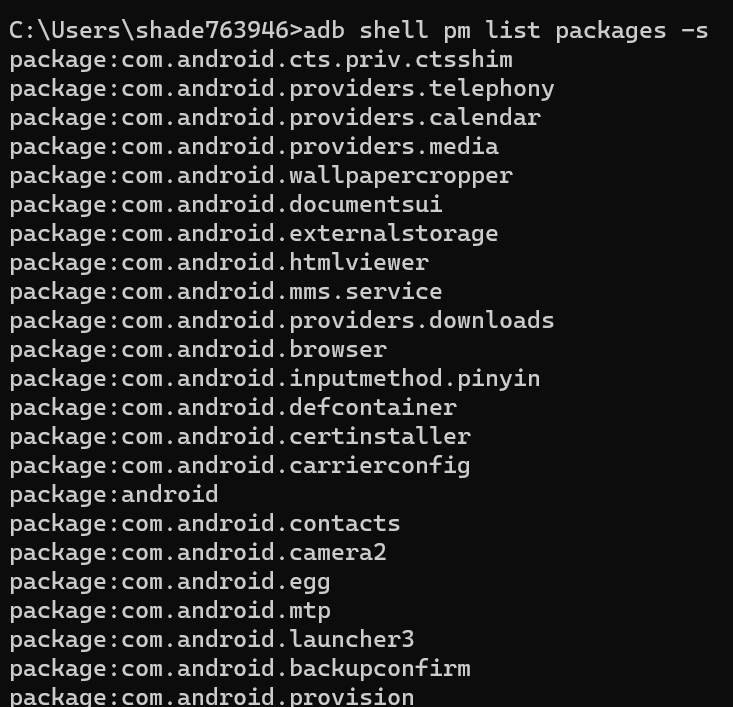 C:\Users\shade763946>adb shell pm list packages -s
package:com.android.cts.priv.ctsshim
package:com.android.providers.telephony
package:com.android.providers.calendar
package:com.android.providers.media
package:com.android.wallpapercropper
package:com.android.documentsui
package:com.android.externalstorage
package:com.android.htmlviewer
package:com.android.mms.service
package:com.android.providers.downloads
package:com.android.browser
package:com.android.inputmethod.pinyin
package:com.android.defcontainer
package:com.android.certinstaller
package:com.android.carrierconfig
package:android
package:com.android.contacts
package:com.android.camera2
package:com.android.egg
package:com.android.mtp
package:com.android.launcher3
package:com.android.backupconfirm
package:com.android.provision